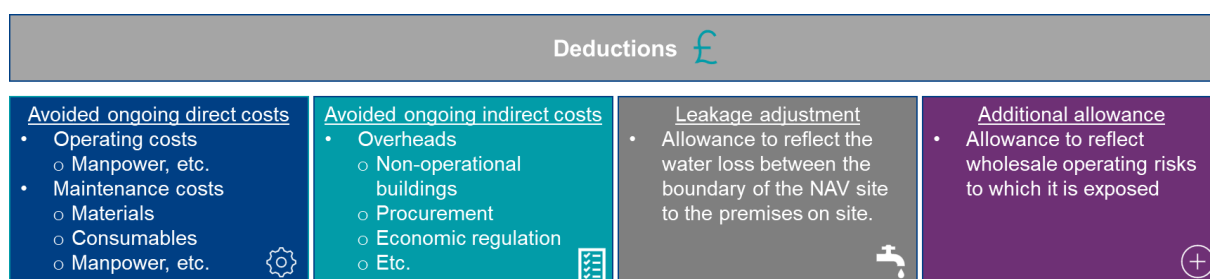 Deductions £
Avoided ongoing direct costs
• Operating costs
o Manpower, etc.
• Maintenance costs
o Materials
o Consumables
o Manpower, etc.
Avoided ongoing indirect costs
• Overheads
o Non-operational
buildings
o Procurement
o Economic regulation
o Etc.
Leakage adjustment
• Allowance to reflect the
water loss between the
boundary of the NAV site
to the premises on site.
Additional allowance
• Allowance to reflect
wholesale operating risks
to which it is exposed